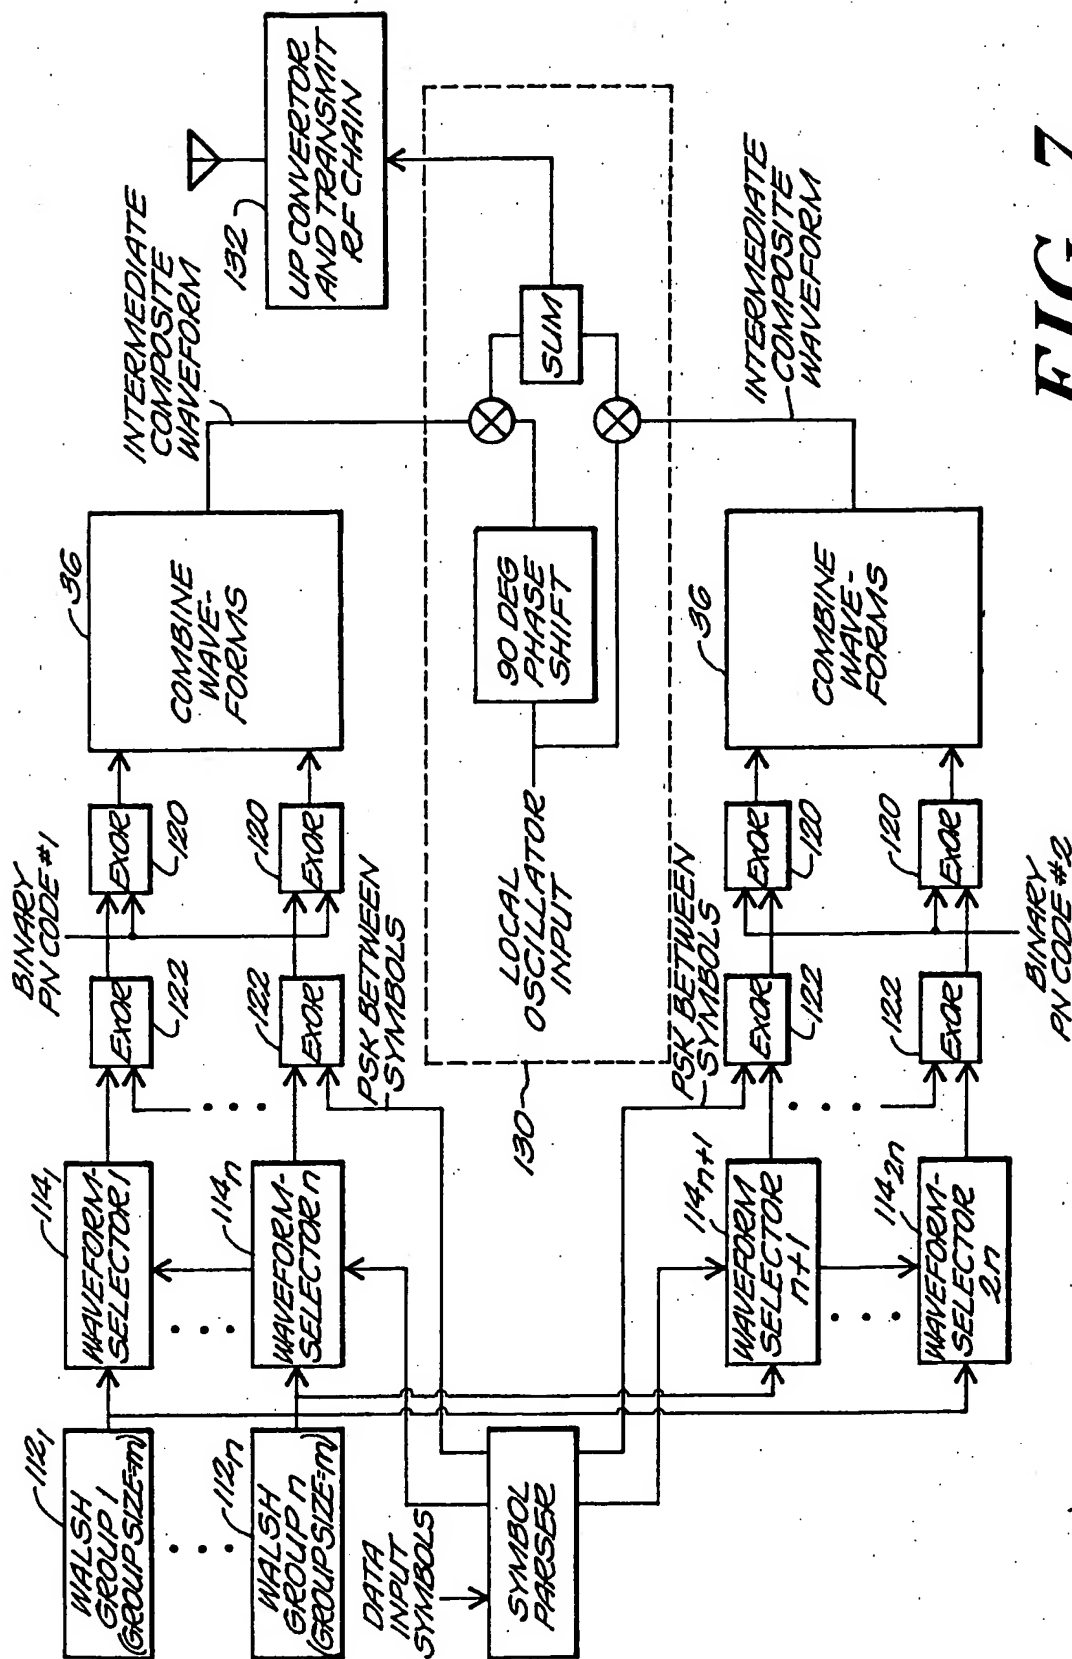 112₁
WALSH
GROUP 1
(GROUP SIZE=m)
112ₙ
WALSH
GROUP n
(GROUP SIZE=m)
DATA
INPUT
SYMBOLS
SYMBOL
PARSER
114₁
WAVEFORM-
SELECTOR 1
114ₙ
WAVEFORM-
SELECTOR n
114ₙ₊₁
WAVEFORM
SELECTOR
n+1
114₂ₙ
WAVEFORM-
SELECTOR
2n
BINARY
PN CODE #1
EXOR
122
EXOR
120
122
EXOR
120
EXOR
PSK BETWEEN
SYMBOLS
36
COMBINE
WAVE-
FORMS
INTERMEDIATE
COMPOSITE
WAVEFORM
132
UP CONVERTOR
AND TRANSMIT
RF CHAIN
130
LOCAL
OSCILLATOR
INPUT
90 DEG
PHASE
SHIFT
SUM
PSK BETWEEN
SYMBOLS
EXOR
122
EXOR
120
122
EXOR
120
EXOR
BINARY
PN CODE #2
36
COMBINE
WAVE-
FORMS
INTERMEDIATE
COMPOSITE
WAVEFORM
FIG. 7